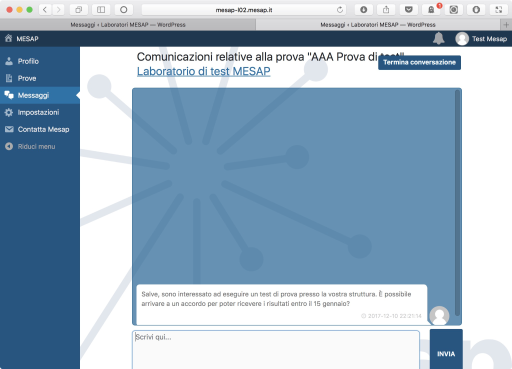 mesap-l02.mesap.it
Messaggi ‹ Laboratori MESAP — WordPress
Messaggi ‹ Laboratori MESAP — WordPress
MESAP
Test Mesap
Profilo
Prove
Messaggi
Impostazioni
Contatta Mesap
Riduci menu
Comunicazioni relative alla prova "AAA Prova di test"
Termina conversazione
Laboratorio di test MESAP
Salve, sono interessato ad eseguire un test di prova presso la vostra struttura. È possibile
arrivare a un accordo per poter ricevere i risultati entro il 15 gennaio?
2017-12-10 22:21:14
Scrivi qui...
INVIA